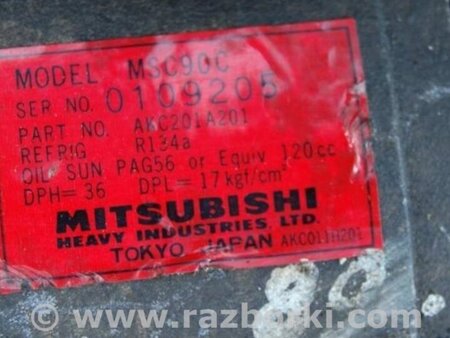 MODEL MSC90C
SER NO. 0109205
PART NO. AKC201A201
REFRIG R134a
OIL SUN PAG56 or Equiv 120cc
DPH=36 DPL=17kgf/cm²
MITSUBISHI
HEAVY INDUSTRIES, LTD.
TOKYO JAPAN AKC011H201
www.razborki.com